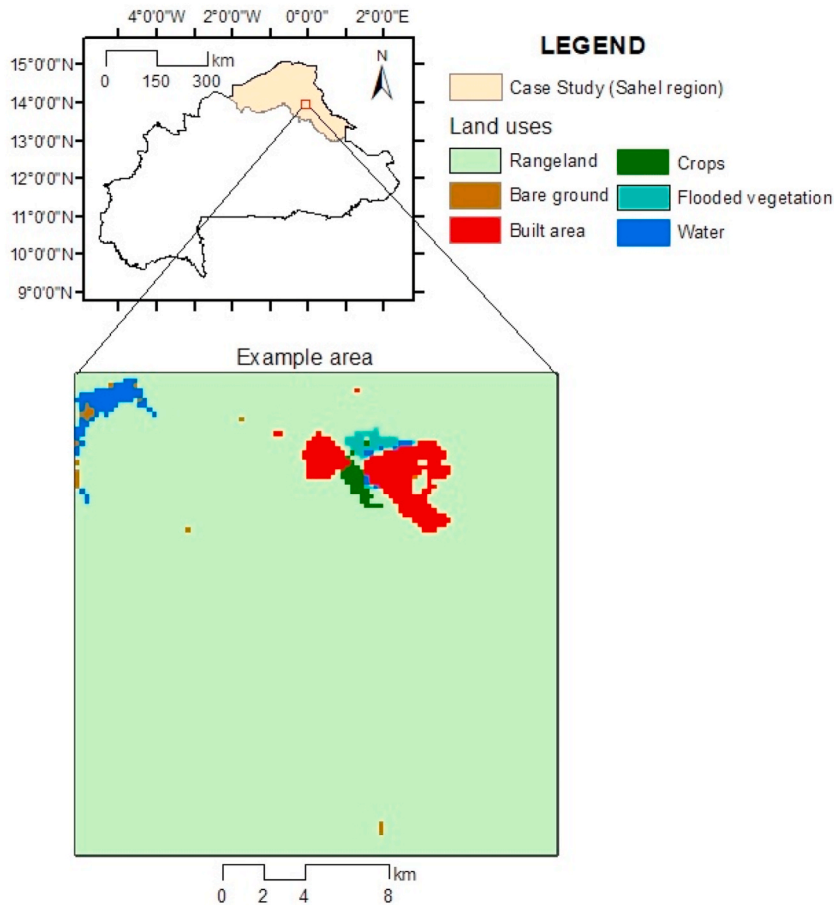 4°0'0"W 2°0'0"W 0°0'0" 2°0'0"E
15°0'0"N
14°0'0"N
13°0'0"N
12°0'0"N
11°0'0"N
10°0'0"N
9°0'0"N
km
0 150 300
N
LEGEND
Case Study (Sahel region)
Land uses
Rangeland
Bare ground
Built area
Crops
Flooded vegetation
Water
Example area
km
0 2 4 8